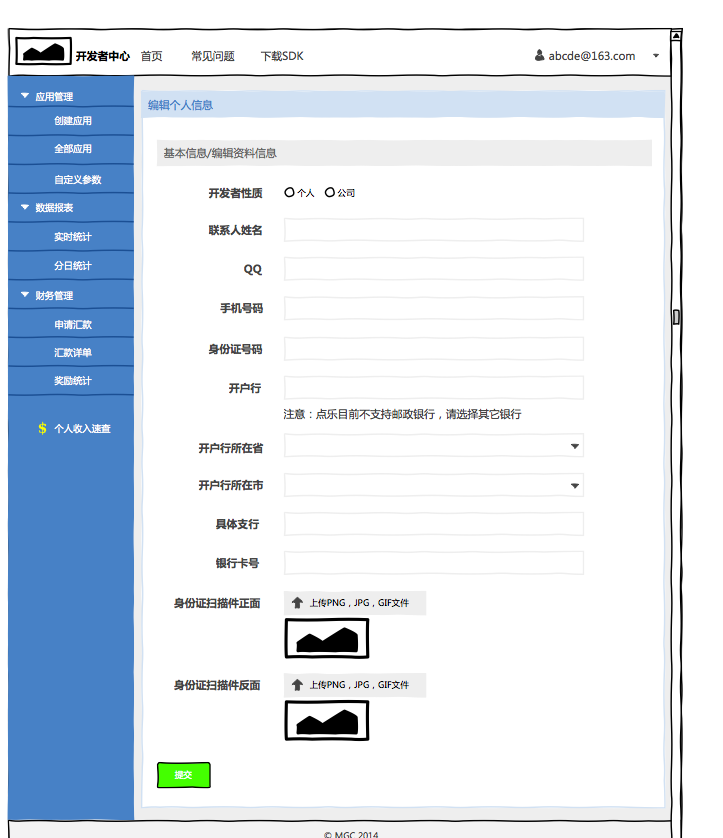 开发者中心 首页 常见问题 下载SDK abcde@163.com
应用管理
创建应用
全部应用
自定义参数
数据报表
实时统计
分日统计
财务管理
申请汇款
汇款详单
奖励统计
$ 个人收入速查
编辑个人信息
基本信息/编辑资料信息
开发者性质 个人 公司
联系人姓名
QQ
手机号码
身份证号码
开户行
注意：点乐目前不支持邮政银行，请选择其它银行
开户行所在省
开户行所在市
具体支行
银行卡号
身份证扫描件正面 上传PNG，JPG，GIF文件
身份证扫描件反面 上传PNG，JPG，GIF文件
提交
© MGC 2014